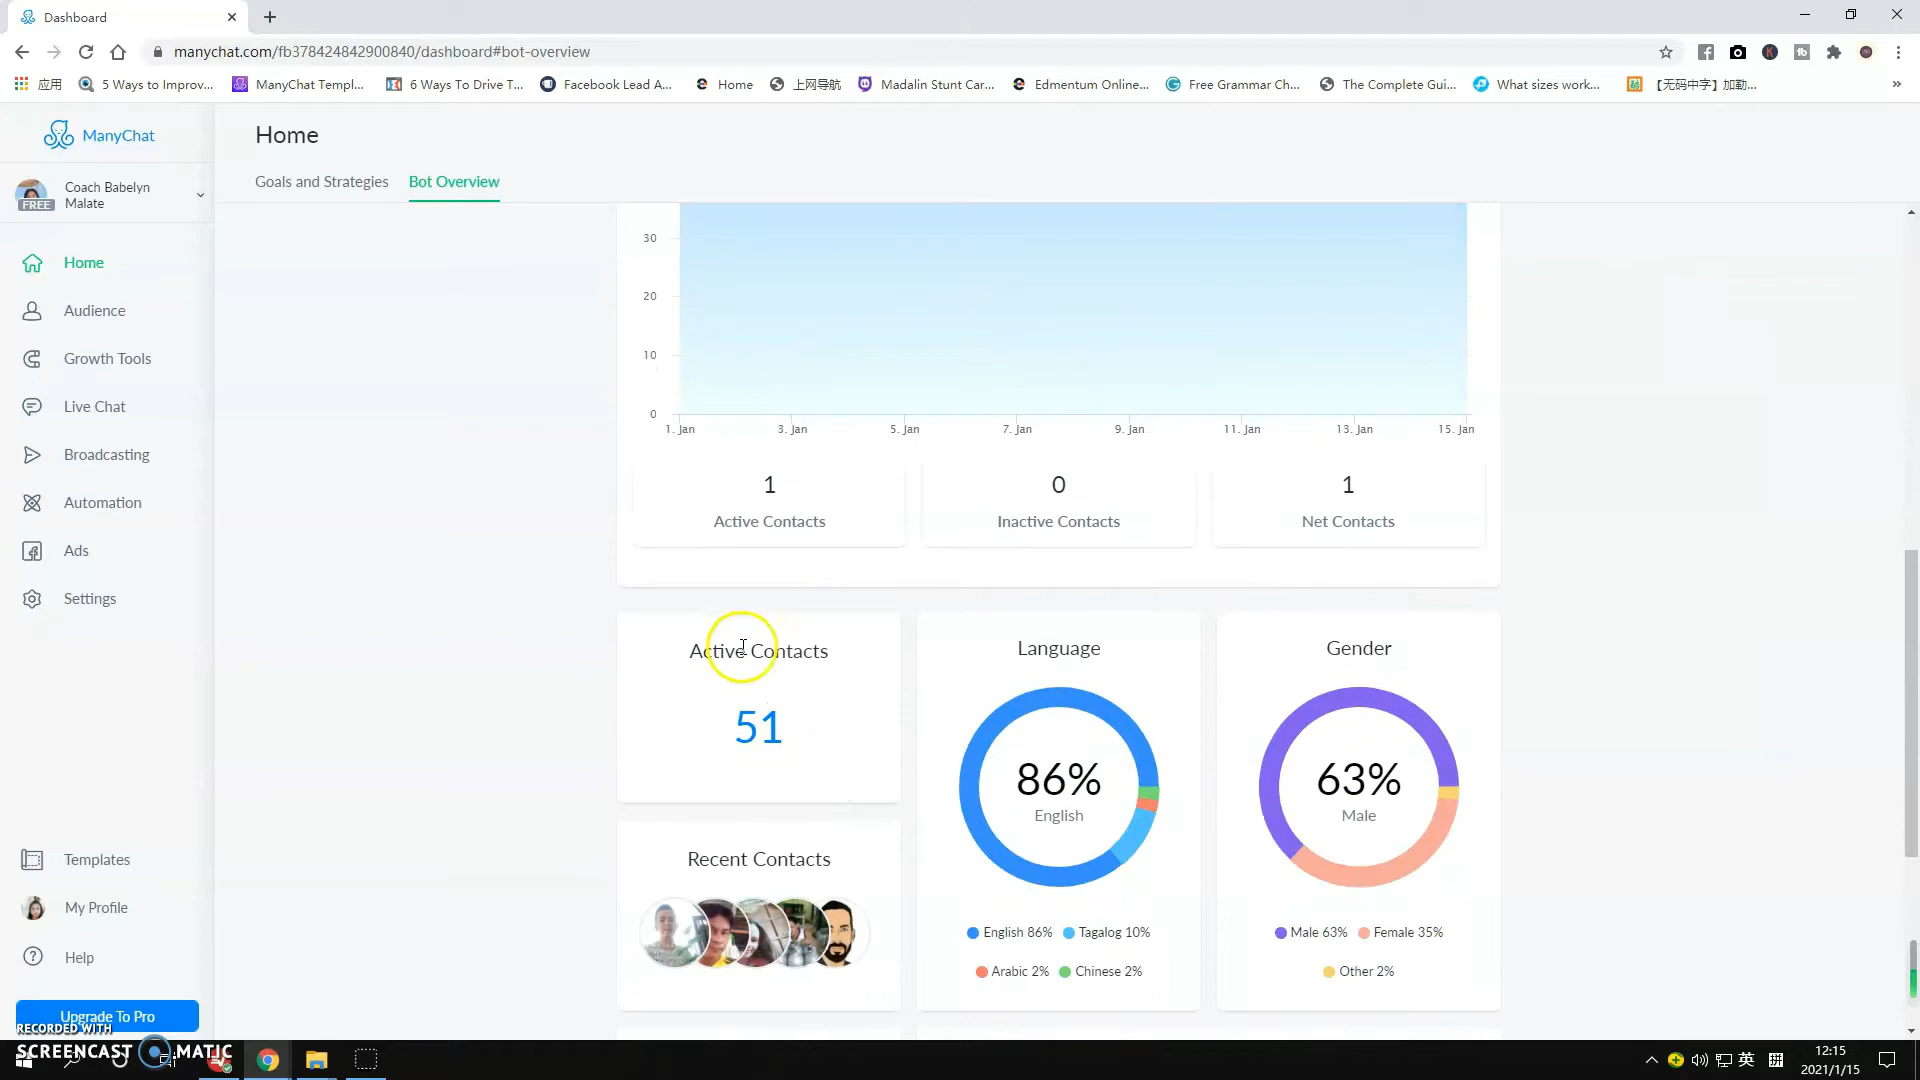 Dashboard
manychat.com/fb378424842900840/dashboard#bot-overview
应用
5 Ways to Improv...
ManyChat Templ...
6 Ways To Drive T...
Facebook Lead A...
Home
上网导航
Madalin Stunt Car...
Edmentum Online...
Free Grammar Ch...
The Complete Gui...
What sizes work...
【无码中字】加勒...
ManyChat
Home
Coach Babelyn
Malate
FREE
Goals and Strategies
Bot Overview
Home
Audience
Growth Tools
Live Chat
Broadcasting
Automation
Ads
Settings
Templates
My Profile
Help
Upgrade To Pro
30
20
10
0
1. Jan
3. Jan
5. Jan
7. Jan
9. Jan
11. Jan
13. Jan
15. Jan
1
Active Contacts
0
Inactive Contacts
1
Net Contacts
Active Contacts
51
Recent Contacts
Language
86%
English
English 86%
Tagalog 10%
Arabic 2%
Chinese 2%
Gender
63%
Male
Male 63%
Female 35%
Other 2%
RECORDED WITH
SCREENCAST MATIC
英
拼
12:15
2021/1/15